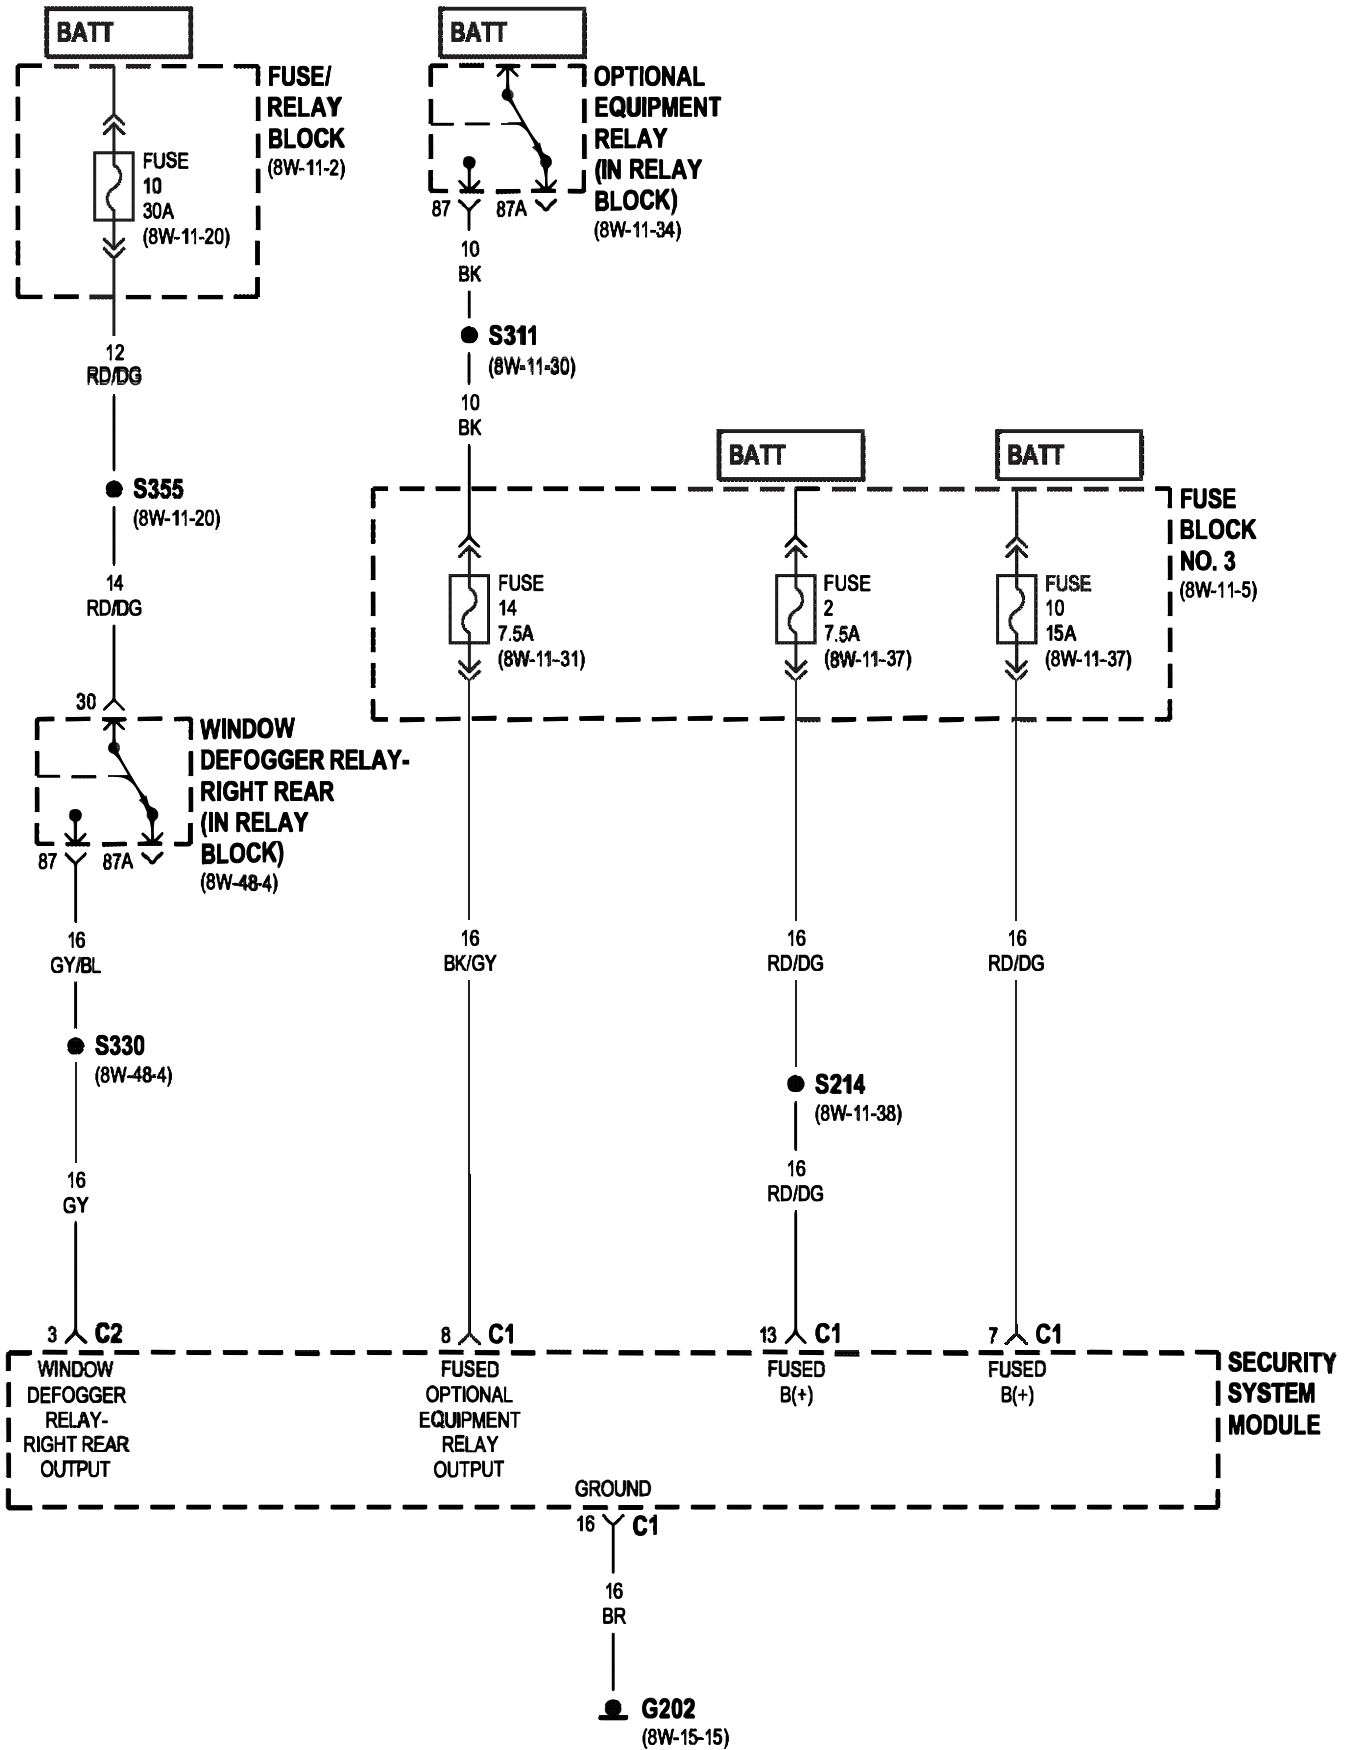 BATT
FUSE/
RELAY
BLOCK
(8W-11-2)
FUSE
10
30A
(8W-11-20)
12
RD/DG
S355
(8W-11-20)
14
RD/DG
30
WINDOW
DEFOGGER RELAY-
RIGHT REAR
(IN RELAY
BLOCK)
(8W-48-4)
87
87A
16
GY/BL
S330
(8W-48-4)
16
GY
3
C2
BATT
OPTIONAL
EQUIPMENT
RELAY
(IN RELAY
BLOCK)
(8W-11-34)
87
87A
10
BK
S311
(8W-11-30)
10
BK
BATT
BATT
FUSE
BLOCK
NO. 3
(8W-11-5)
FUSE
14
7.5A
(8W-11-31)
FUSE
2
7.5A
(8W-11-37)
FUSE
10
15A
(8W-11-37)
16
BK/GY
16
RD/DG
16
RD/DG
S214
(8W-11-38)
16
RD/DG
8
C1
13
C1
7
C1
WINDOW
DEFOGGER
RELAY-
RIGHT REAR
OUTPUT
FUSED
OPTIONAL
EQUIPMENT
RELAY
OUTPUT
FUSED
B(+)
FUSED
B(+)
SECURITY
SYSTEM
MODULE
GROUND
16
C1
16
BR
G202
(8W-15-15)